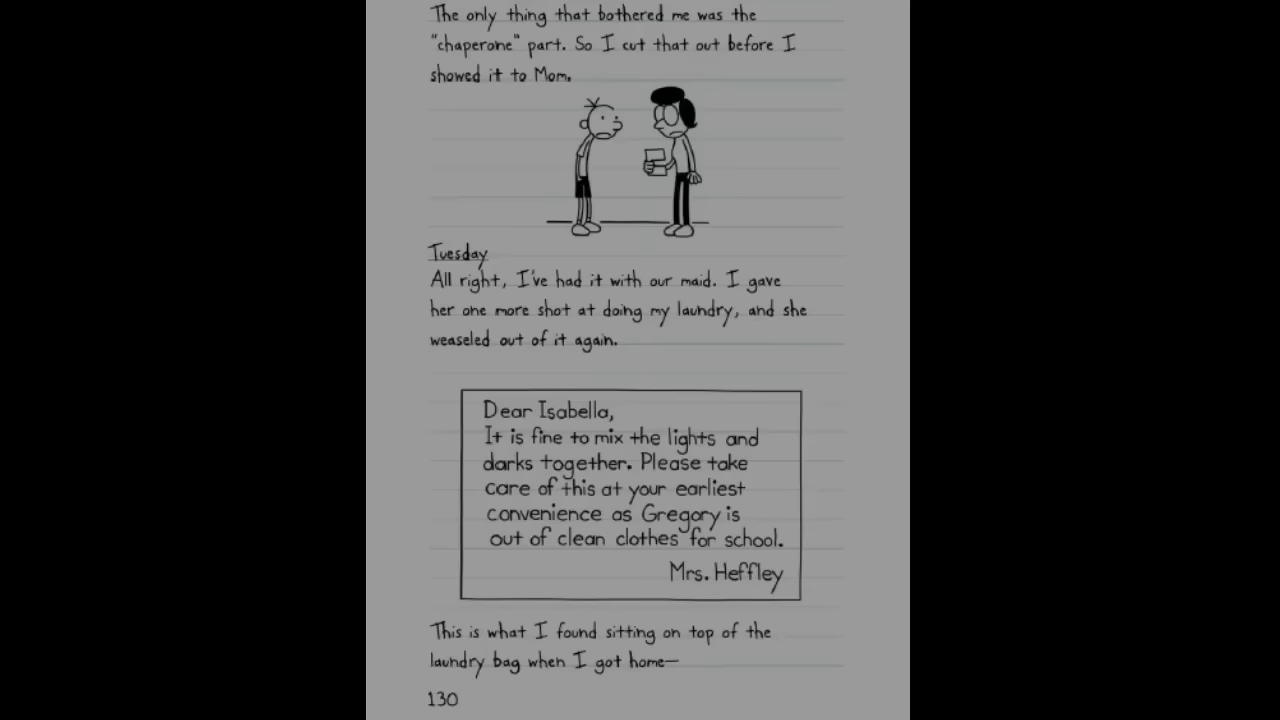 The only thing that bothered me was the
"chaperone" part. So I cut that out before I
showed it to Mom.
Tuesday
All right, I've had it with our maid. I gave
her one more shot at doing my laundry, and she
weaseled out of it again.
Dear Isabella,
It is fine to mix the lights and
darks together. Please take
care of this at your earliest
convenience as Gregory is
out of clean clothes for school.
Mrs. Heffley
This is what I found sitting on top of the
laundry bag when I got home—
130